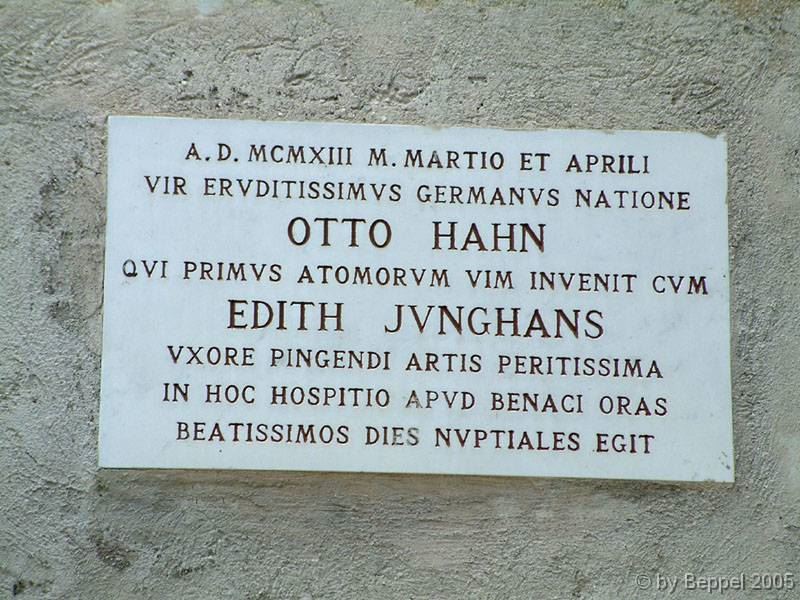 A.D. MCMXIII M. MARTIO ET APRILI
VIR ERVDITISSIMVS GERMANVS NATIONE
OTTO HAHN
QVI PRIMVS ATOMORVM VIM INVENIT CVM
EDITH JVNGHANS
VXORE PINGENDI ARTIS PERITISSIMA
IN HOC HOSPITIO APVD BENACI ORAS
BEATISSIMOS DIES NVPTIALES EGIT
© by Beppel 2005